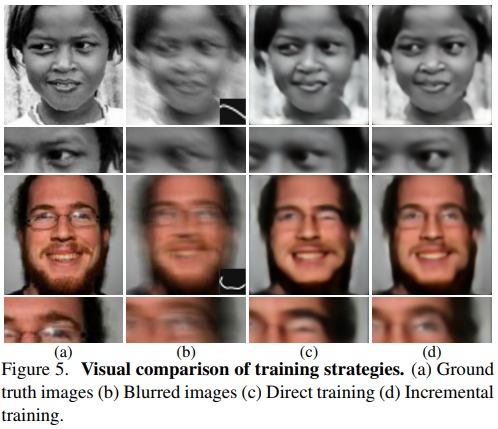 (a) (b) (c) (d)
Figure 5. Visual comparison of training strategies. (a) Ground
truth images (b) Blurred images (c) Direct training (d) Incremental
training.